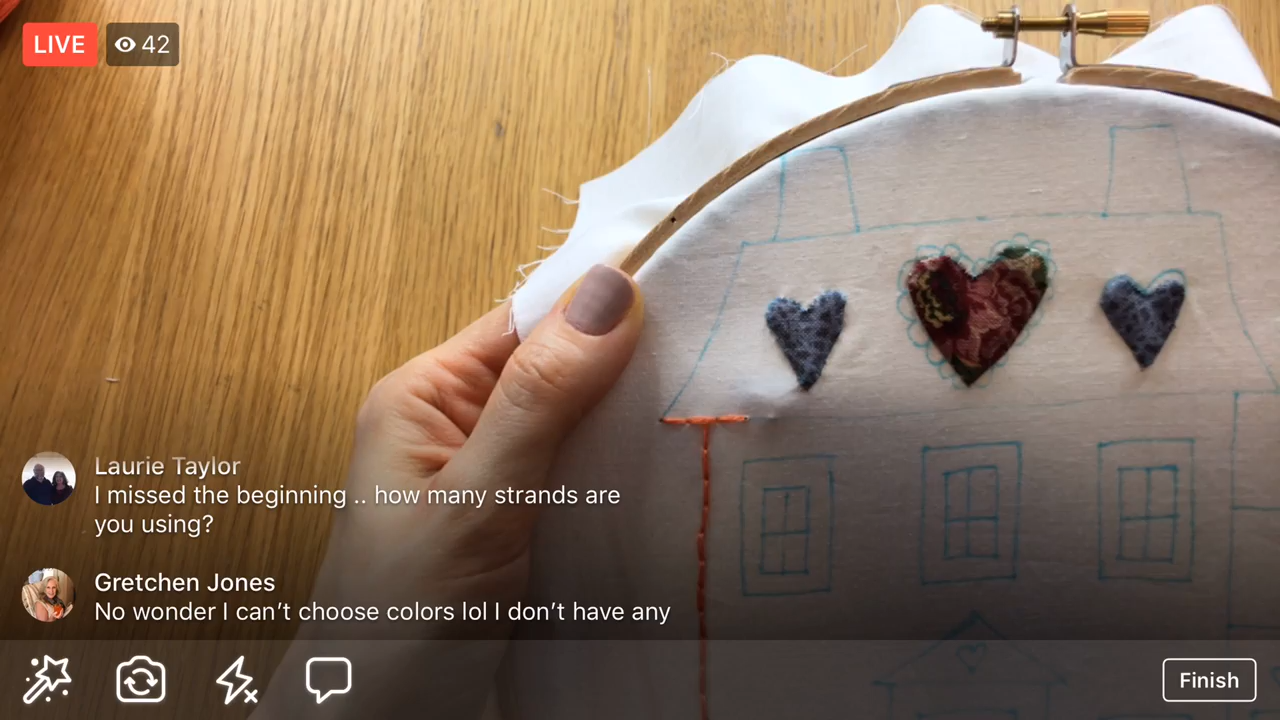 LIVE 42
Laurie Taylor
I missed the beginning .. how many strands are
you using?
Gretchen Jones
No wonder I can’t choose colors lol I don’t have any
Finish